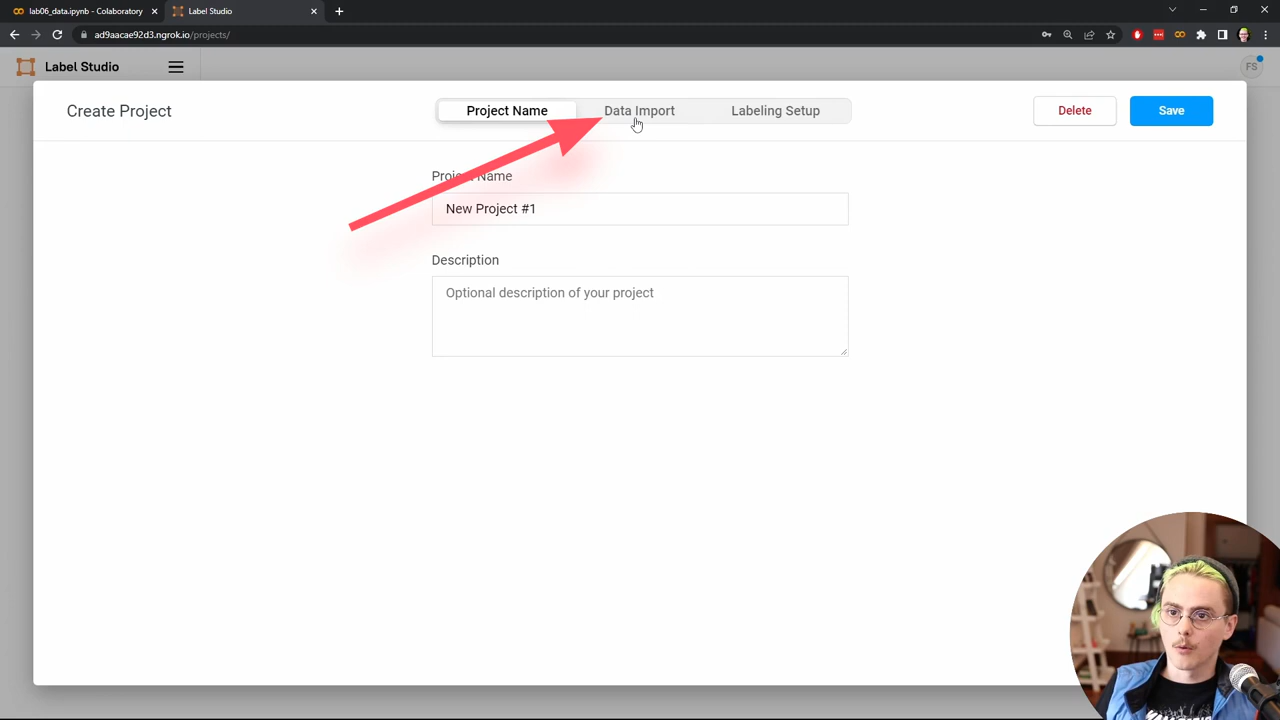 lab06_data.ipynb - Colaboratory
Label Studio
ad9aacae92d3.ngrok.io/projects/
Label Studio
FS
Create Project
Project Name
Data Import
Labeling Setup
Delete
Save
Project Name
New Project #1
Description
Optional description of your project